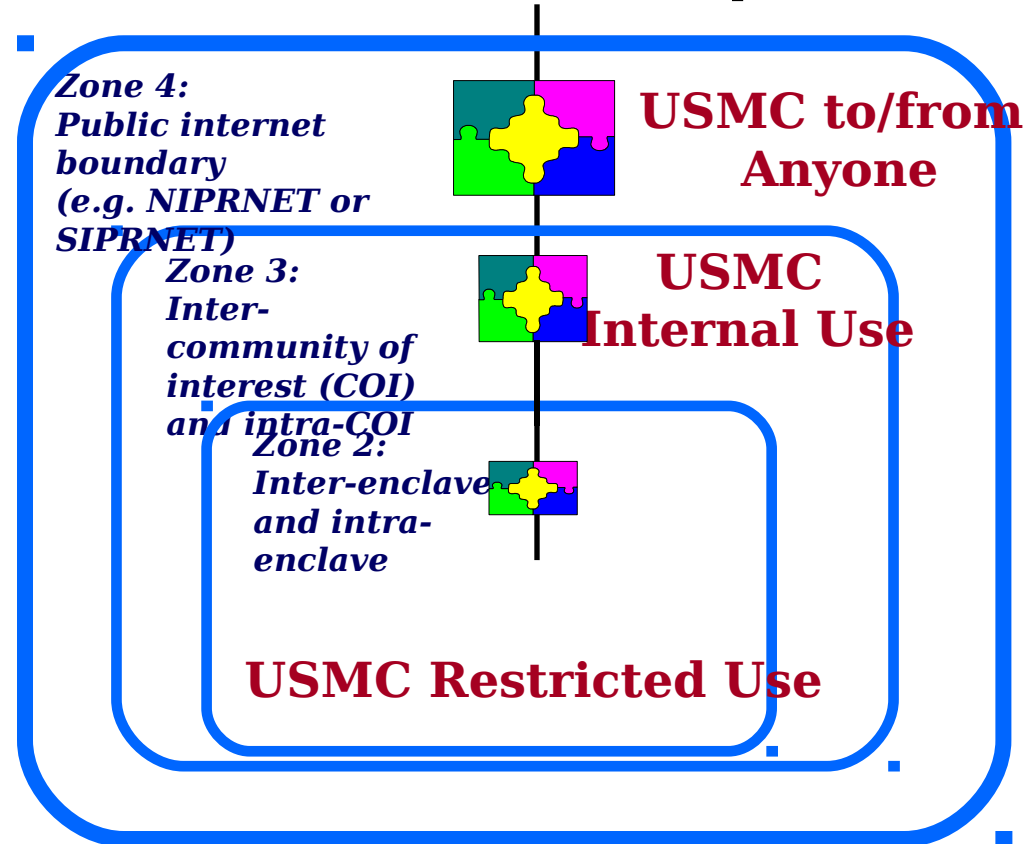 Zone 4:
Public internet
boundary
(e.g. NIPRNET or
SIPRNET)
USMC to/from
Anyone
Zone 3:
Inter-
community of
interest (COI)
and intra-COI
USMC
Internal Use
Zone 2:
Inter-enclave
and intra-
enclave
USMC Restricted Use